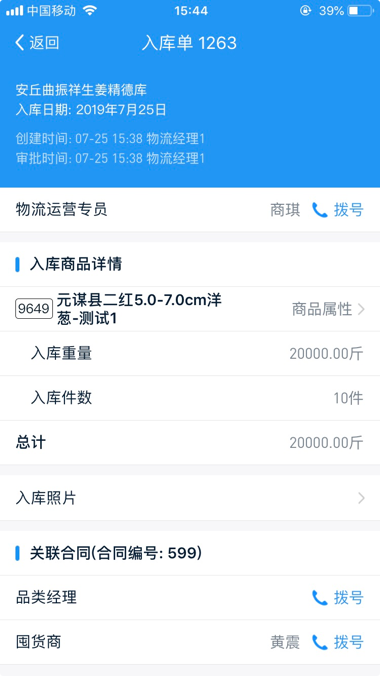 中国移动 15:44 39%
返回 入库单 1263
安丘曲振祥生姜精德库
入库日期: 2019年7月25日
创建时间: 07-25 15:38 物流经理1
审批时间: 07-25 15:38 物流经理1
物流运营专员 商琪 拨号
入库商品详情
9649 元谋县二红5.0-7.0cm洋
葱-测试1 商品属性
入库重量 20000.00斤
入库件数 10件
总计 20000.00斤
入库照片
关联合同(合同编号: 599)
品类经理 拨号
囤货商 黄震 拨号